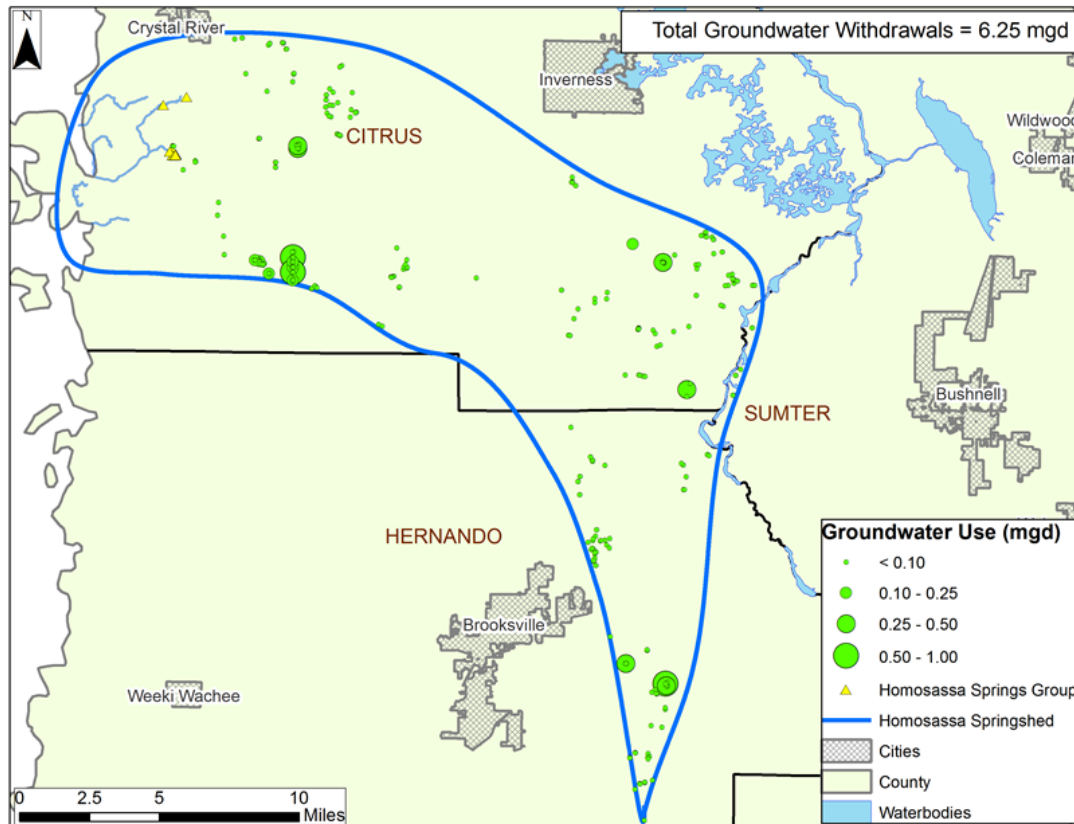 N
Crystal River
Total Groundwater Withdrawals = 6.25 mgd
Inverness
CITRUS
Wildwood
Coleman
SUMTER
Bushnell
HERNANDO
Brooksville
Weeki Wachee
Groundwater Use (mgd)
< 0.10
0.10 - 0.25
0.25 - 0.50
0.50 - 1.00
Homosassa Springs Group
Homosassa Springshed
Cities
County
Waterbodies
0 2.5 5 10
Miles